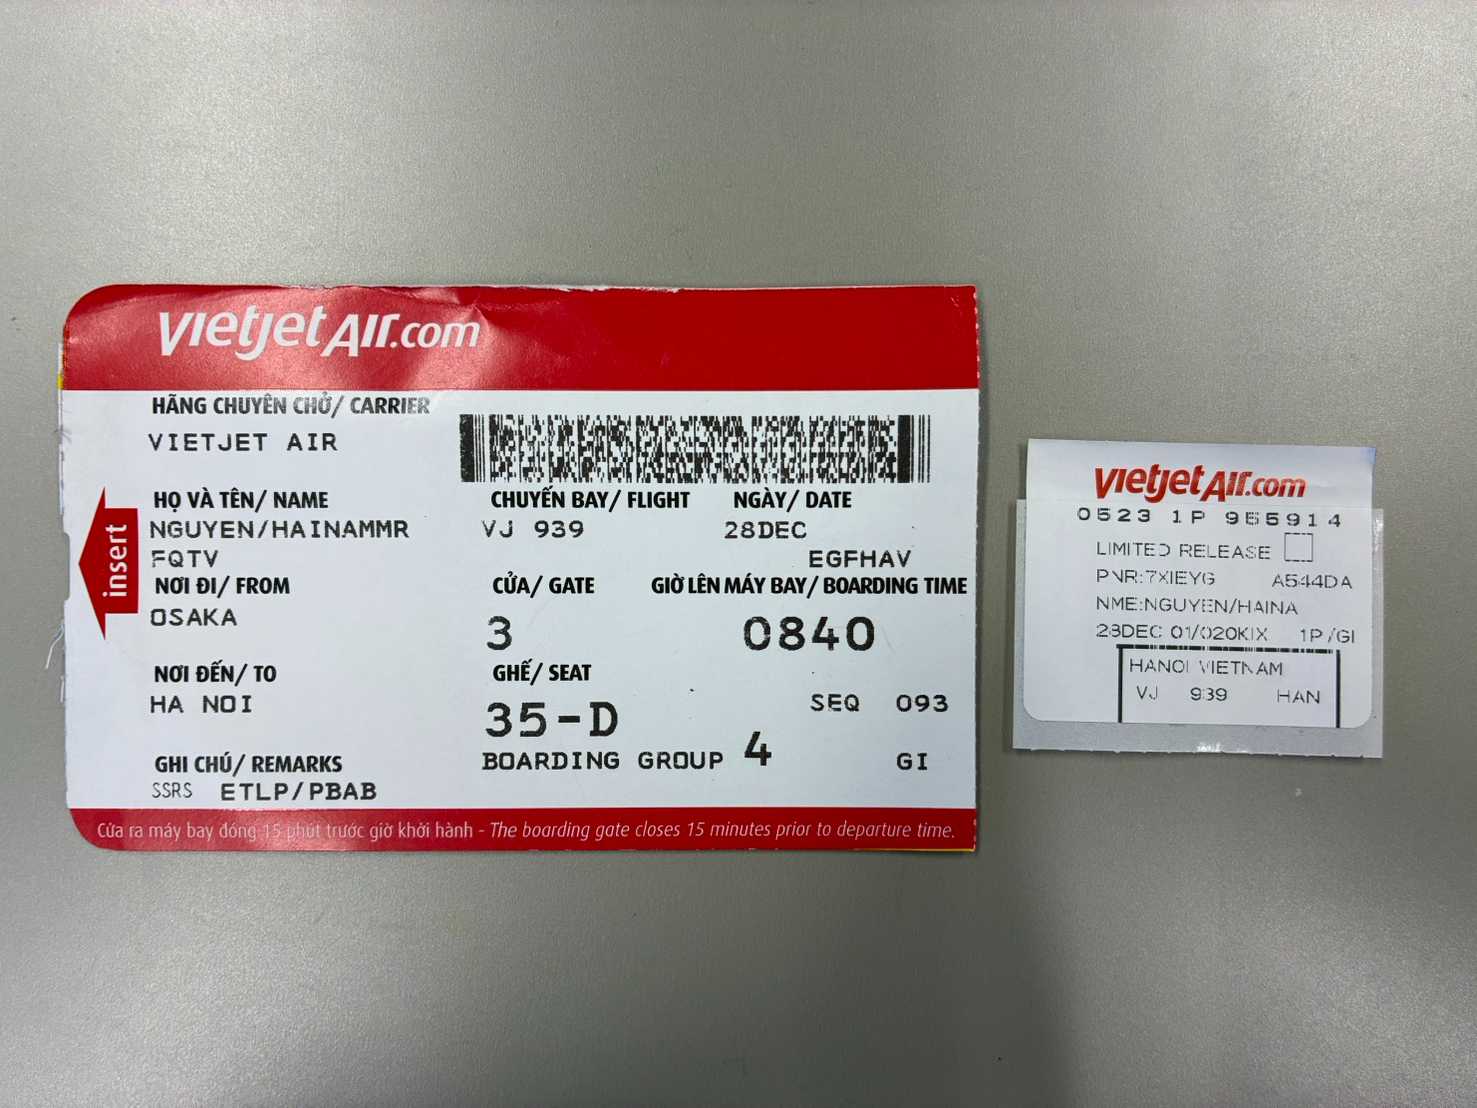 vietjetAir.com
HÃNG CHUYÊN CHỞ/ CARRIER
VIETJET AIR
HỌ VÀ TÊN/ NAME
NGUYEN/HAINAMMR
FQTV
CHUYẾN BAY/ FLIGHT
VJ 939
NGÀY/ DATE
28DEC
EGFHAV
insert
NƠI ĐI/ FROM
OSAKA
CỬA/ GATE
3
GIỜ LÊN MÁY BAY/ BOARDING TIME
0840
NƠI ĐẾN/ TO
HA NOI
GHẾ/ SEAT
35-D
SEQ 093
BOARDING GROUP 4
GI
GHI CHÚ/ REMARKS
SSRS ETLP/PBAB
Cửa ra máy bay đóng 15 phút trước giờ khởi hành - The boarding gate closes 15 minutes prior to departure time.
vietjetAir.com
0523 1P 955914
LIMITED RELEASE
PNR:7XIEYG A544DA
NME:NGUYEN/HAINA
28DEC 01/020KIX 1P/GI
HANOI VIETNAM
VJ 939 HAN